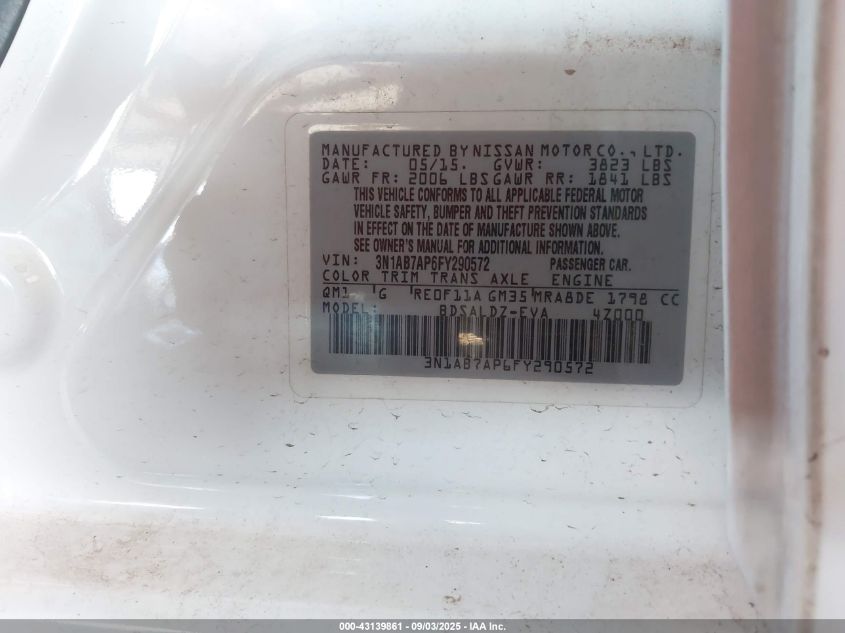 MANUFACTURED BY NISSAN MOTOR CO., LTD.
DATE: 05/15. GVWR: 3823 LBS
GAWR FR: 2006 LBS GAWR RR: 1841 LBS
THIS VEHICLE CONFORMS TO ALL APPLICABLE FEDERAL MOTOR
VEHICLE SAFETY, BUMPER AND THEFT PREVENTION STANDARDS
IN EFFECT ON THE DATE OF MANUFACTURE SHOWN ABOVE.
SEE OWNER'S MANUAL FOR ADDITIONAL INFORMATION.
VIN: 3N1AB7AP6FY290572 PASSENGER CAR.
COLOR TRIM TRANS AXLE ENGINE
QM1 G RE0F11A GM35 MRA8DE 1798 CC
MODEL: BDSALDZ-EVA 4Z000
3N1AB7AP6FY290572
000-43139861 - 09/03/2025 - IAA Inc.